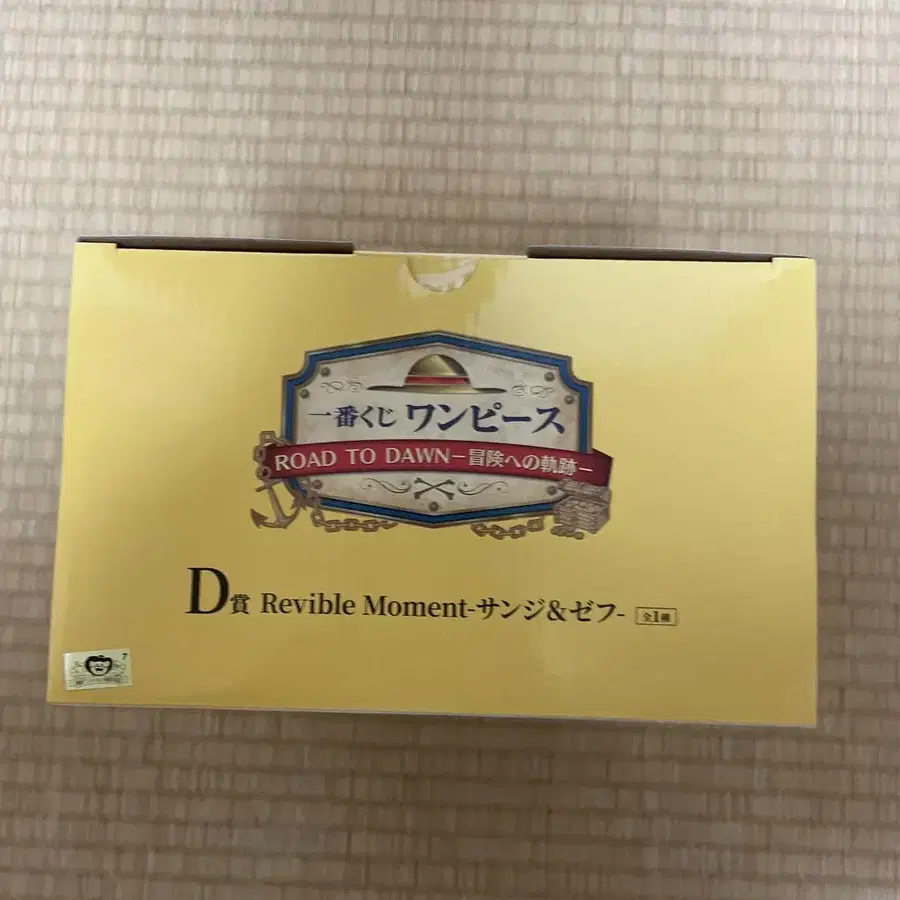 一番くじ ワンピース
ROAD TO DAWN−冒険への軌跡−
D賞 Revible Moment-サンジ&ゼフ- 全1種